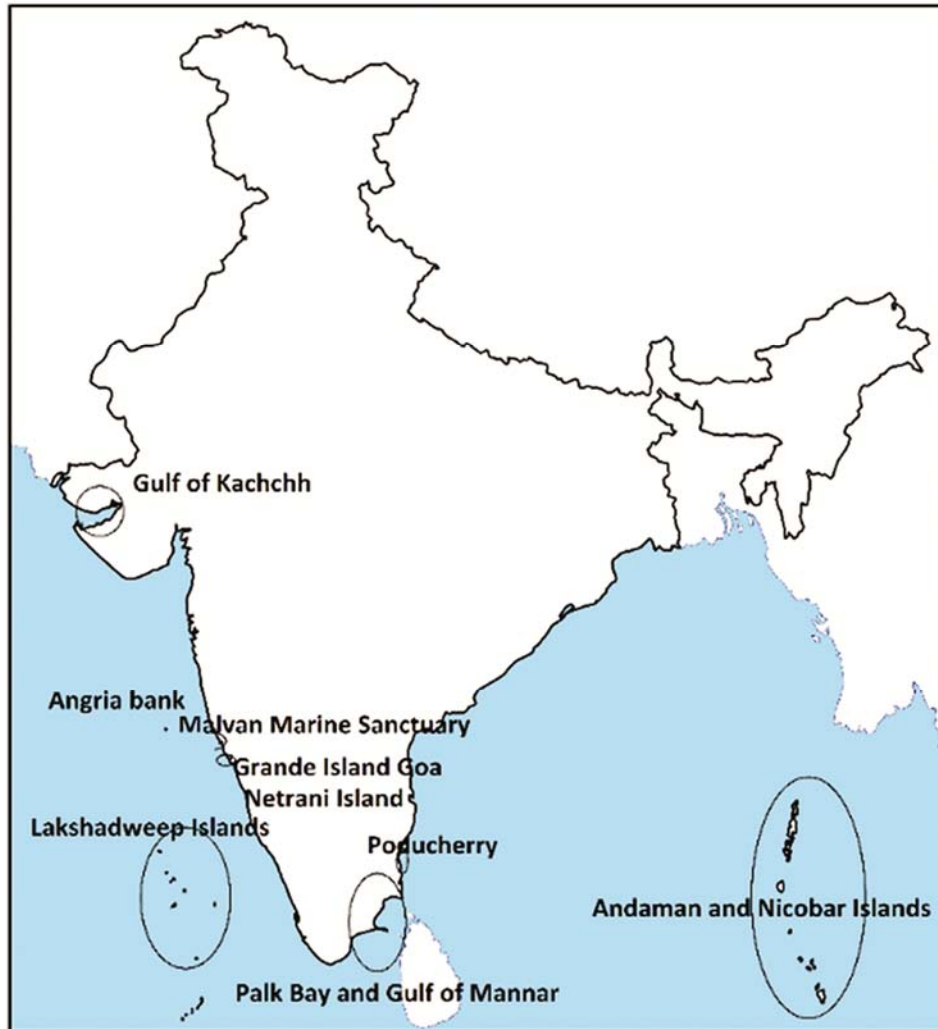 Gulf of Kachchh
Angria bank
Malvan Marine Sanctuary
Grande Island Goa
Netrani Island
Lakshadweep Islands
Poducherry
Andaman and Nicobar Islands
Palk Bay and Gulf of Mannar